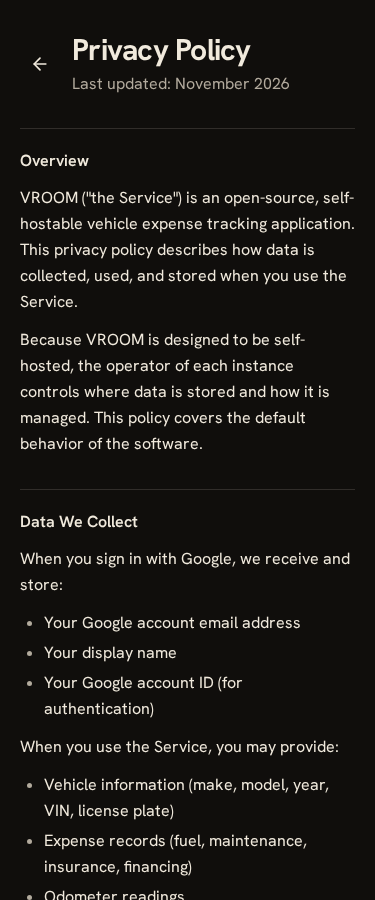 Privacy Policy
Last updated: November 2026
Overview
VROOM ("the Service") is an open-source, self-
hostable vehicle expense tracking application.
This privacy policy describes how data is
collected, used, and stored when you use the
Service.
Because VROOM is designed to be self-
hosted, the operator of each instance
controls where data is stored and how it is
managed. This policy covers the default
behavior of the software.
Data We Collect
When you sign in with Google, we receive and
store:
• Your Google account email address
• Your display name
• Your Google account ID (for
authentication)
When you use the Service, you may provide:
• Vehicle information (make, model, year,
VIN, license plate)
• Expense records (fuel, maintenance,
insurance, financing)
• Odometer readings